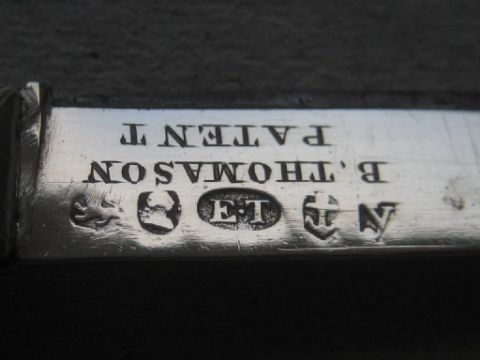 B. THOMASON
PATENT
E·T N